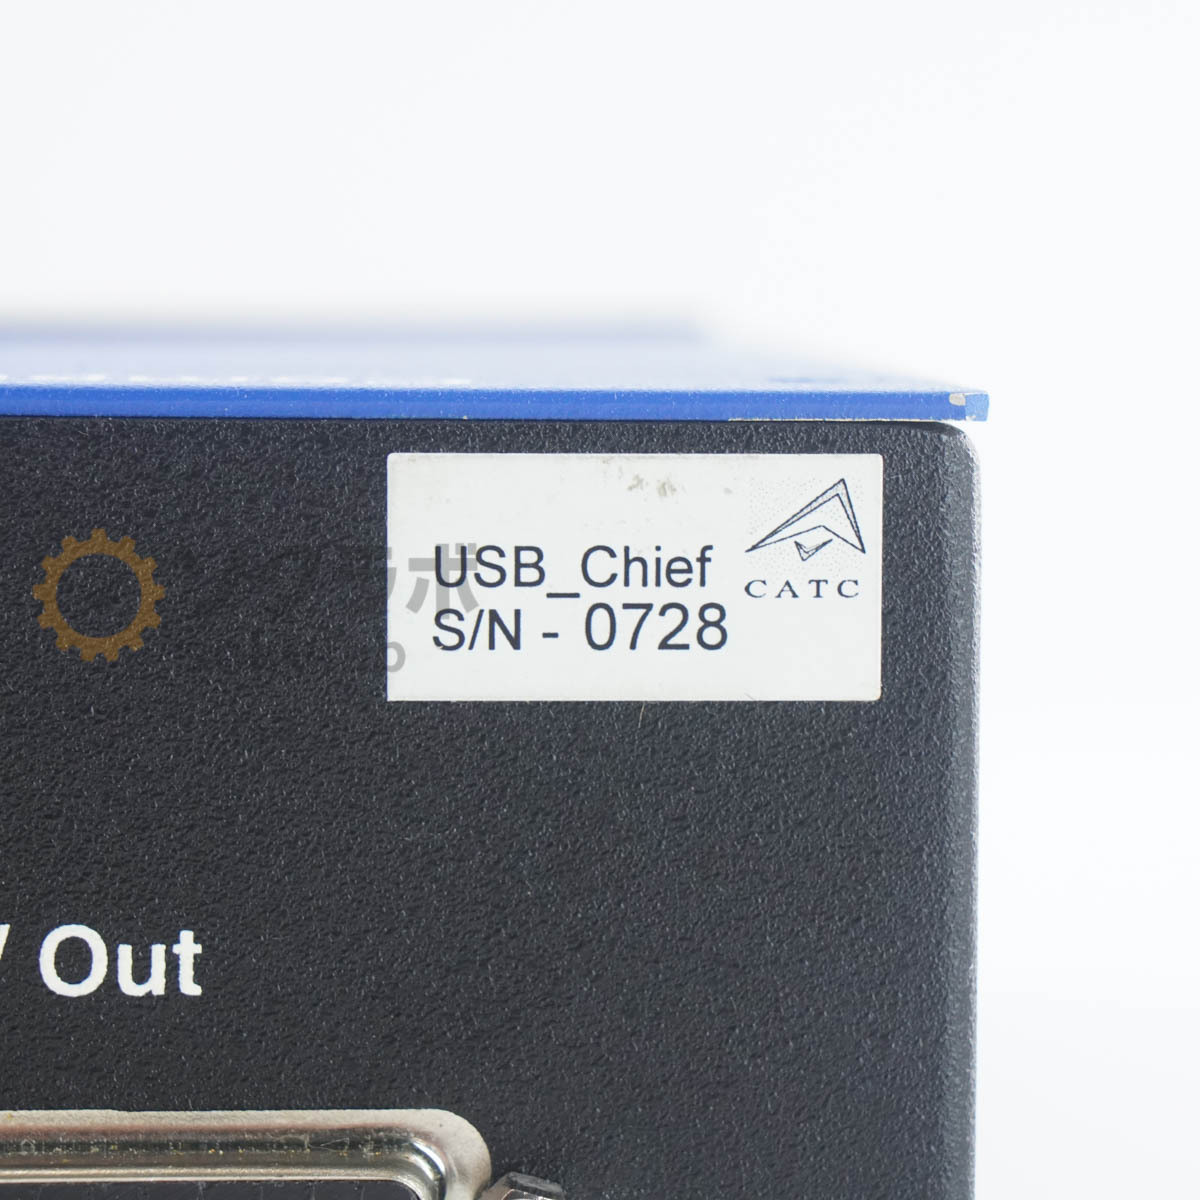 USB_Chief
S/N - 0728
CATC
Out